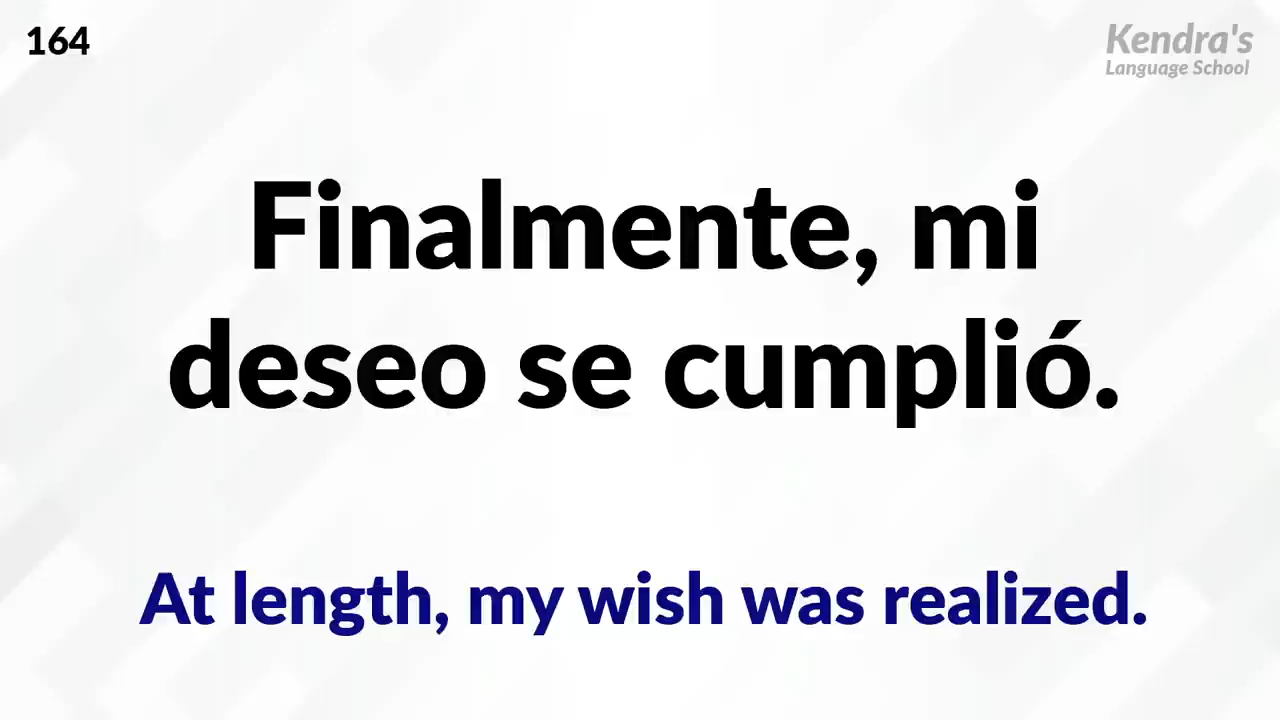 164
Kendra's
Language School
Finalmente, mi
deseo se cumplió.
At length, my wish was realized.